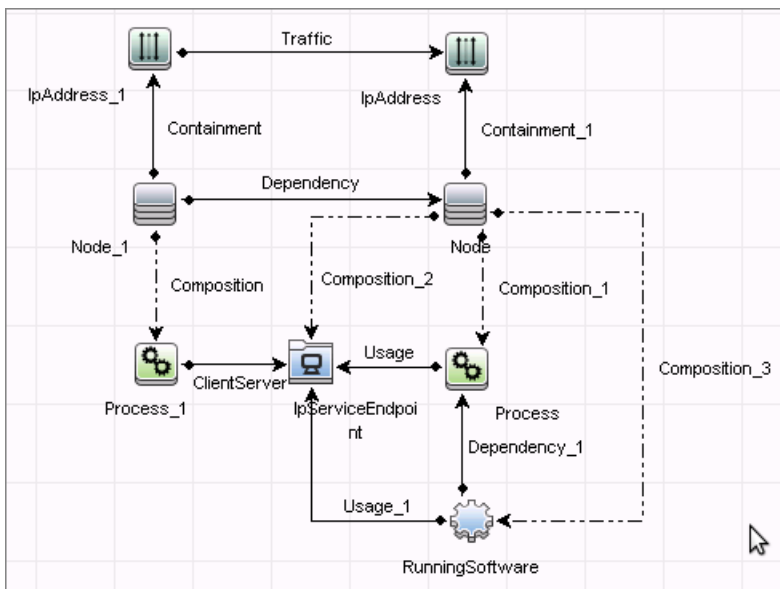 Traffic
IpAddress_1
IpAddress
Containment
Containment_1
Dependency
Node_1
Node
Composition
Composition_2
Composition_1
Composition_3
ClientServer
Usage
Process_1
IpServiceEndpoi
nt
Process
Dependency_1
Usage_1
RunningSoftware